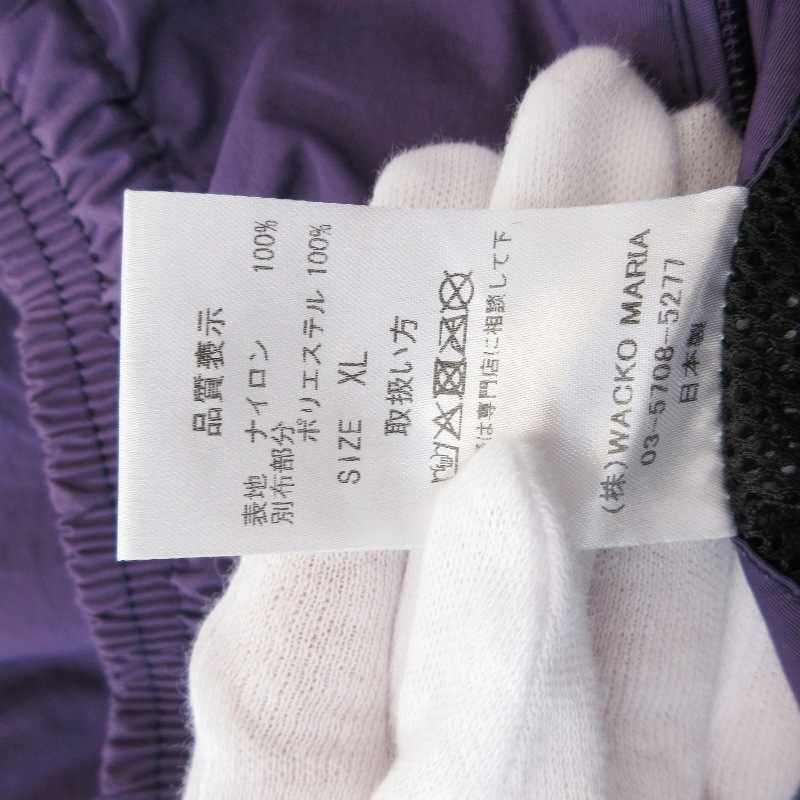 品質表示
表地 ナイロン 100%
別布部分
ポリエステル 100%
SIZE XL
取扱い方
は専門店に相談して下
(株)WACKO MARIA
03-5708-5277
日本製